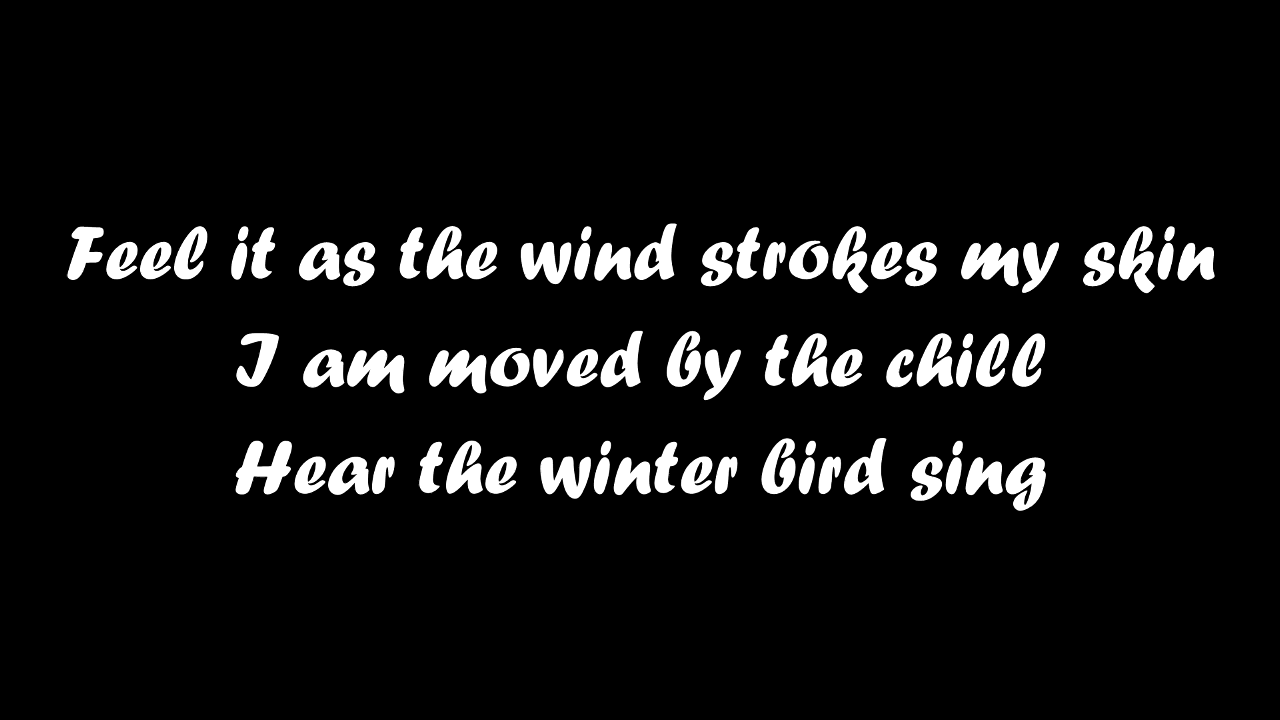 Feel it as the wind strokes my skin
I am moved by the chill
Hear the winter bird sing